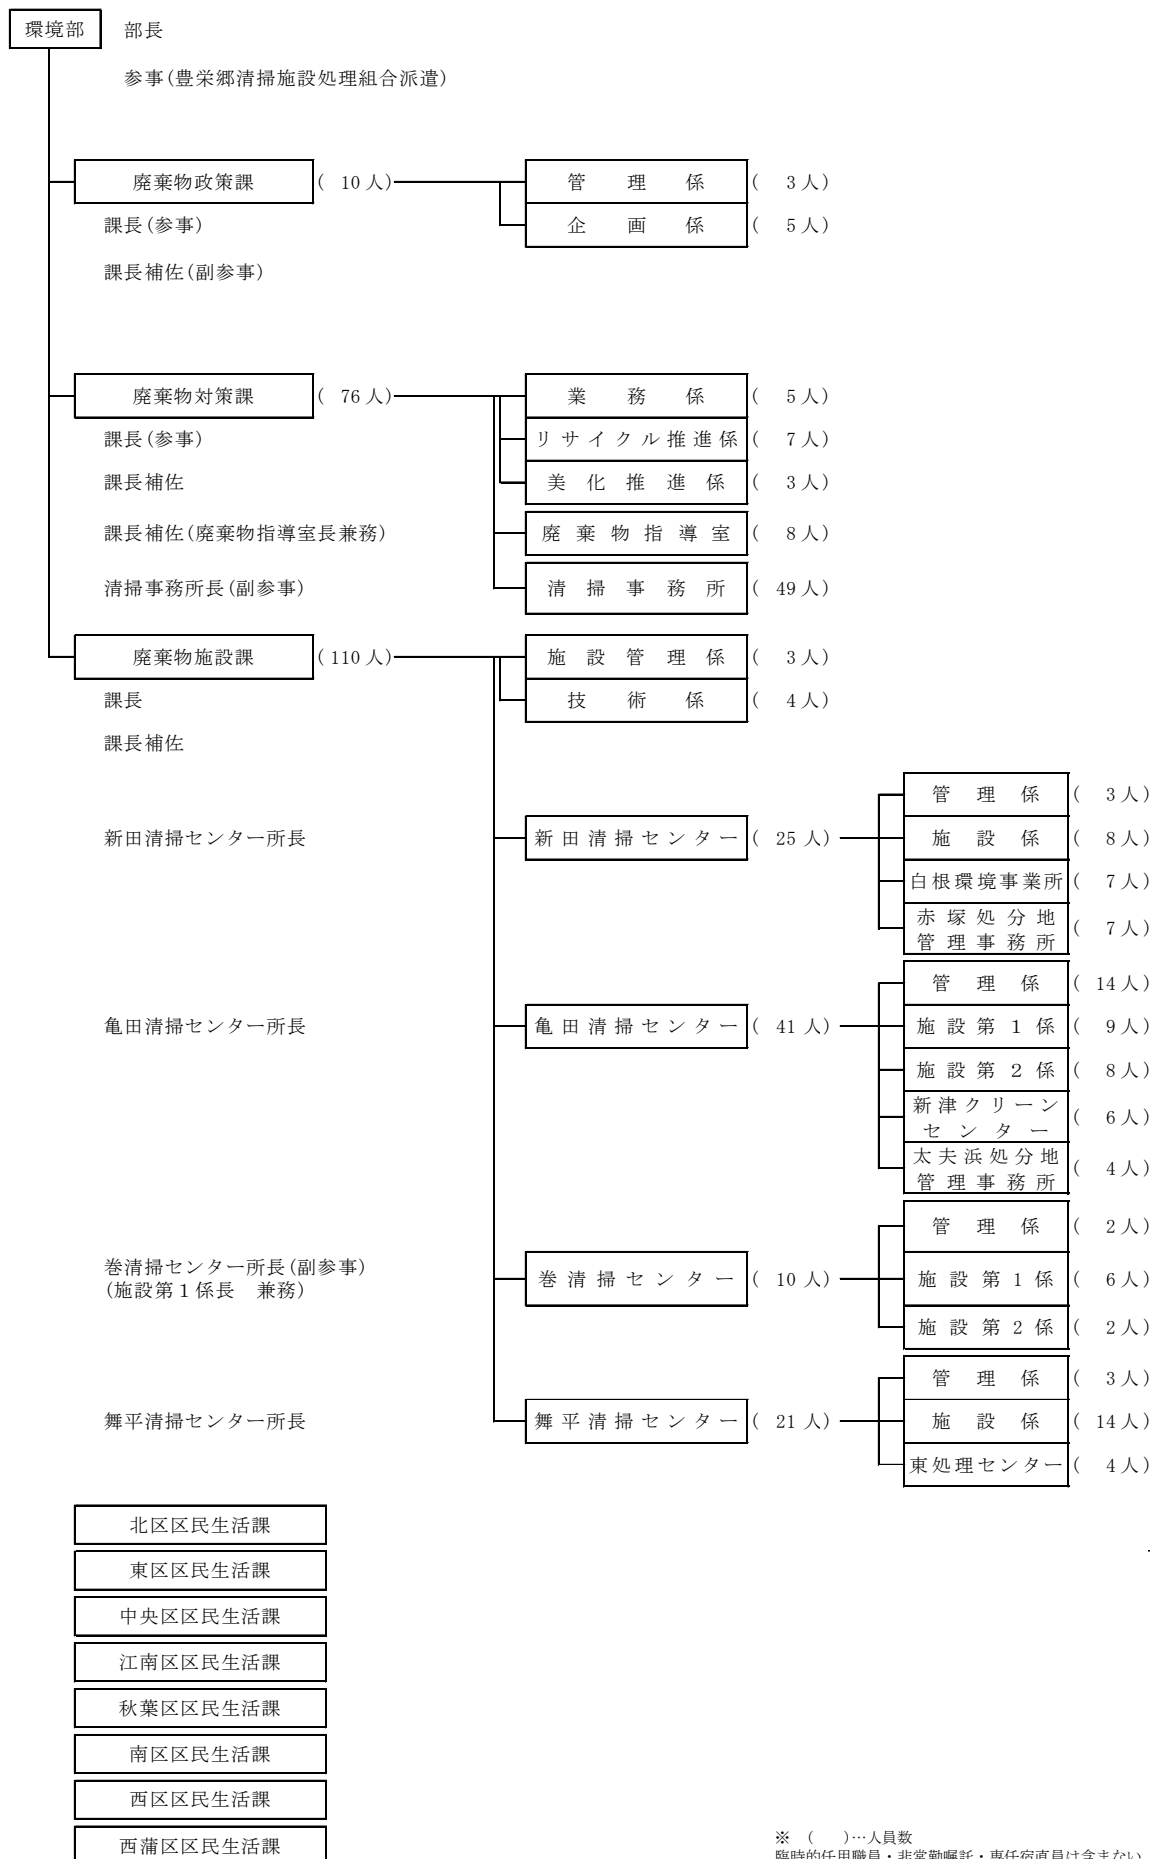 環境部 部長
参事(豊栄郷清掃施設処理組合派遣)
廃棄物政策課 ( 10人) 管理係 ( 3人)
課長(参事) 企画係 ( 5人)
課長補佐(副参事)
廃棄物対策課 ( 76人) 業務係 ( 5人)
課長(参事) リサイクル推進係 ( 7人)
課長補佐 美化推進係 ( 3人)
課長補佐(廃棄物指導室長兼務) 廃棄物指導室 ( 8人)
清掃事務所長(副参事) 清掃事務所 ( 49人)
廃棄物施設課 ( 110人) 施設管理係 ( 3人)
課長 技術係 ( 4人)
課長補佐
管理係 ( 3人)
新田清掃センター所長 新田清掃センター ( 25人) 施設係 ( 8人)
白根環境事業所 ( 7人)
赤塚処分地
管理事務所 ( 7人)
管理係 ( 14人)
亀田清掃センター所長 亀田清掃センター ( 41人) 施設第1係 ( 9人)
施設第2係 ( 8人)
新津クリーン
センター ( 6人)
太夫浜処分地
管理事務所 ( 4人)
管理係 ( 2人)
巻清掃センター所長(副参事)
(施設第1係長 兼務) 巻清掃センター ( 10人) 施設第1係 ( 6人)
施設第2係 ( 2人)
管理係 ( 3人)
舞平清掃センター所長 舞平清掃センター ( 21人) 施設係 ( 14人)
東処理センター ( 4人)
北区区民生活課
東区区民生活課
中央区区民生活課
江南区区民生活課
秋葉区区民生活課
南区区民生活課
西区区民生活課
西蒲区区民生活課
※ ( )…人員数
臨時的任用職員・非常勤嘱託・専任宿直員は含まない